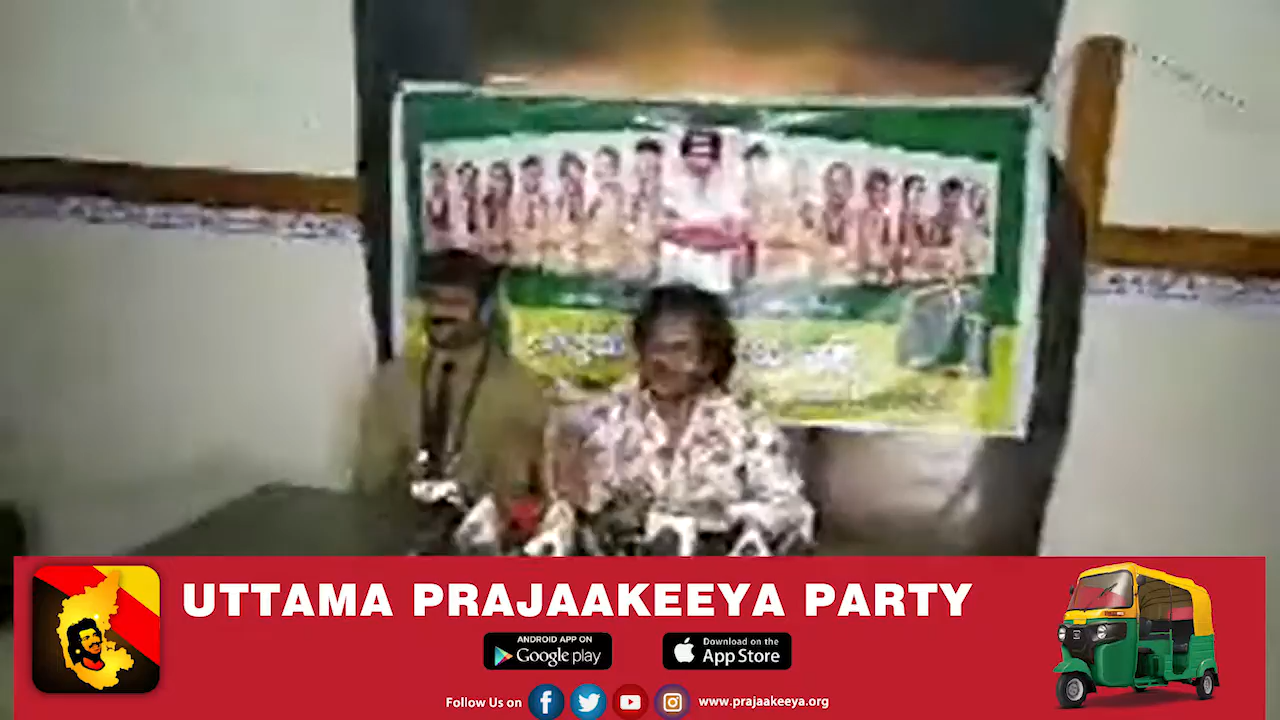 UTTAMA PRAJAAKEEYA PARTY
ANDROID APP ON
Google play
Download on the
App Store
Follow Us on
www.prajaakeeya.org